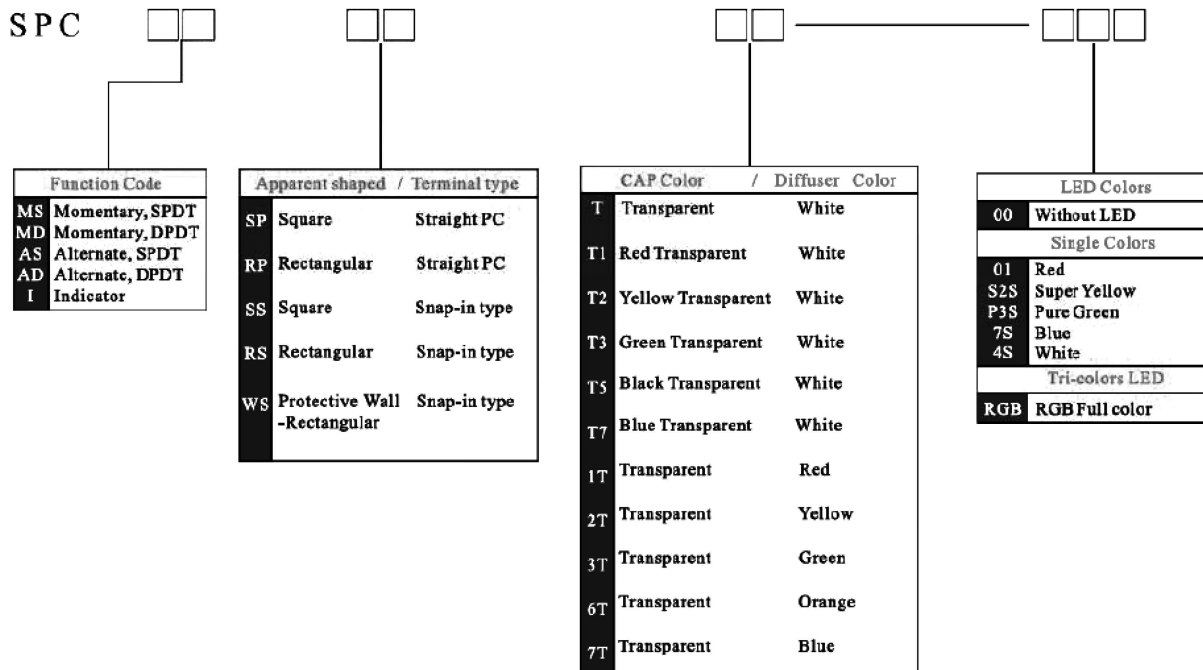 SPC
Function Code
MS Momentary, SPDT
MD Momentary, DPDT
AS Alternate, SPDT
AD Alternate, DPDT
I Indicator
Apparent shaped / Terminal type
SP Square Straight PC
RP Rectangular Straight PC
SS Square Snap-in type
RS Rectangular Snap-in type
WS Protective Wall Snap-in type
-Rectangular
CAP Color / Diffuser Color
T Transparent White
T1 Red Transparent White
T2 Yellow Transparent White
T3 Green Transparent White
T5 Black Transparent White
T7 Blue Transparent White
1T Transparent Red
2T Transparent Yellow
3T Transparent Green
6T Transparent Orange
7T Transparent Blue
LED Colors
00 Without LED
Single Colors
01 Red
S2S Super Yellow
P3S Pure Green
7S Blue
4S White
Tri-colors LED
RGB RGB Full color